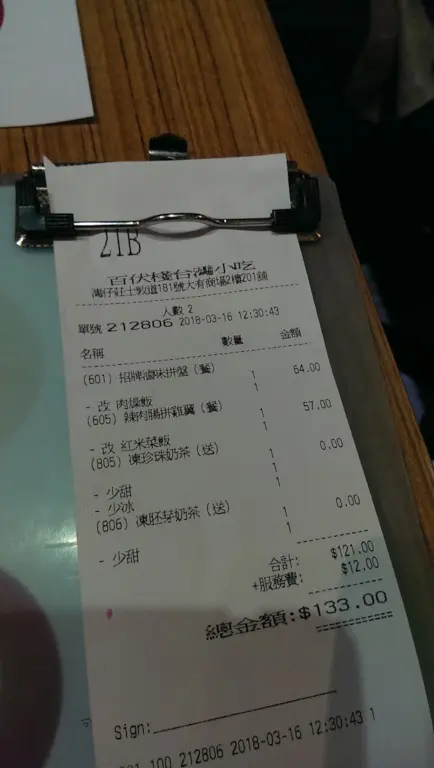 21B
百伏棧台灣小吃
灣仔莊士敦道181號大有商場2樓201舖
人數 2
單號 212806 2018-03-16 12:30:43
名稱 數量 金額
(601) 招牌滷味拼盤（餐） 1 64.00
- 改 肉燥飯 1
(605) 辣肉腸拼雞翼（餐） 1 57.00
- 改 紅米菜飯 1
(805) 凍珍珠奶茶（送） 1 0.00
- 少甜 1
- 少冰 1
(806) 凍胚芽奶茶（送） 1 0.00
- 少甜 1
合計: $121.00
+服務費: $12.00
總金額:$133.00
Sign:
100 212806 2018-03-16 12:30:43 1